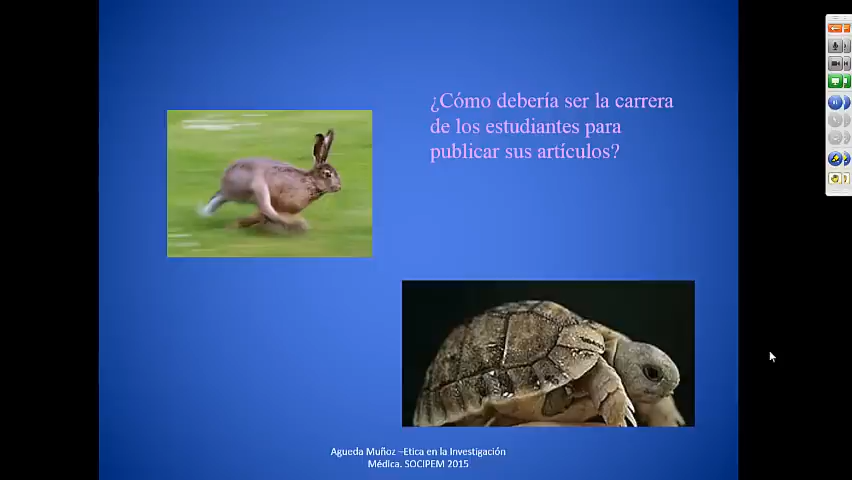 ¿Cómo debería ser la carrera
de los estudiantes para
publicar sus artículos?
Agueda Muñoz –Etica en la Investigación
Médica. SOCIPEM 2015